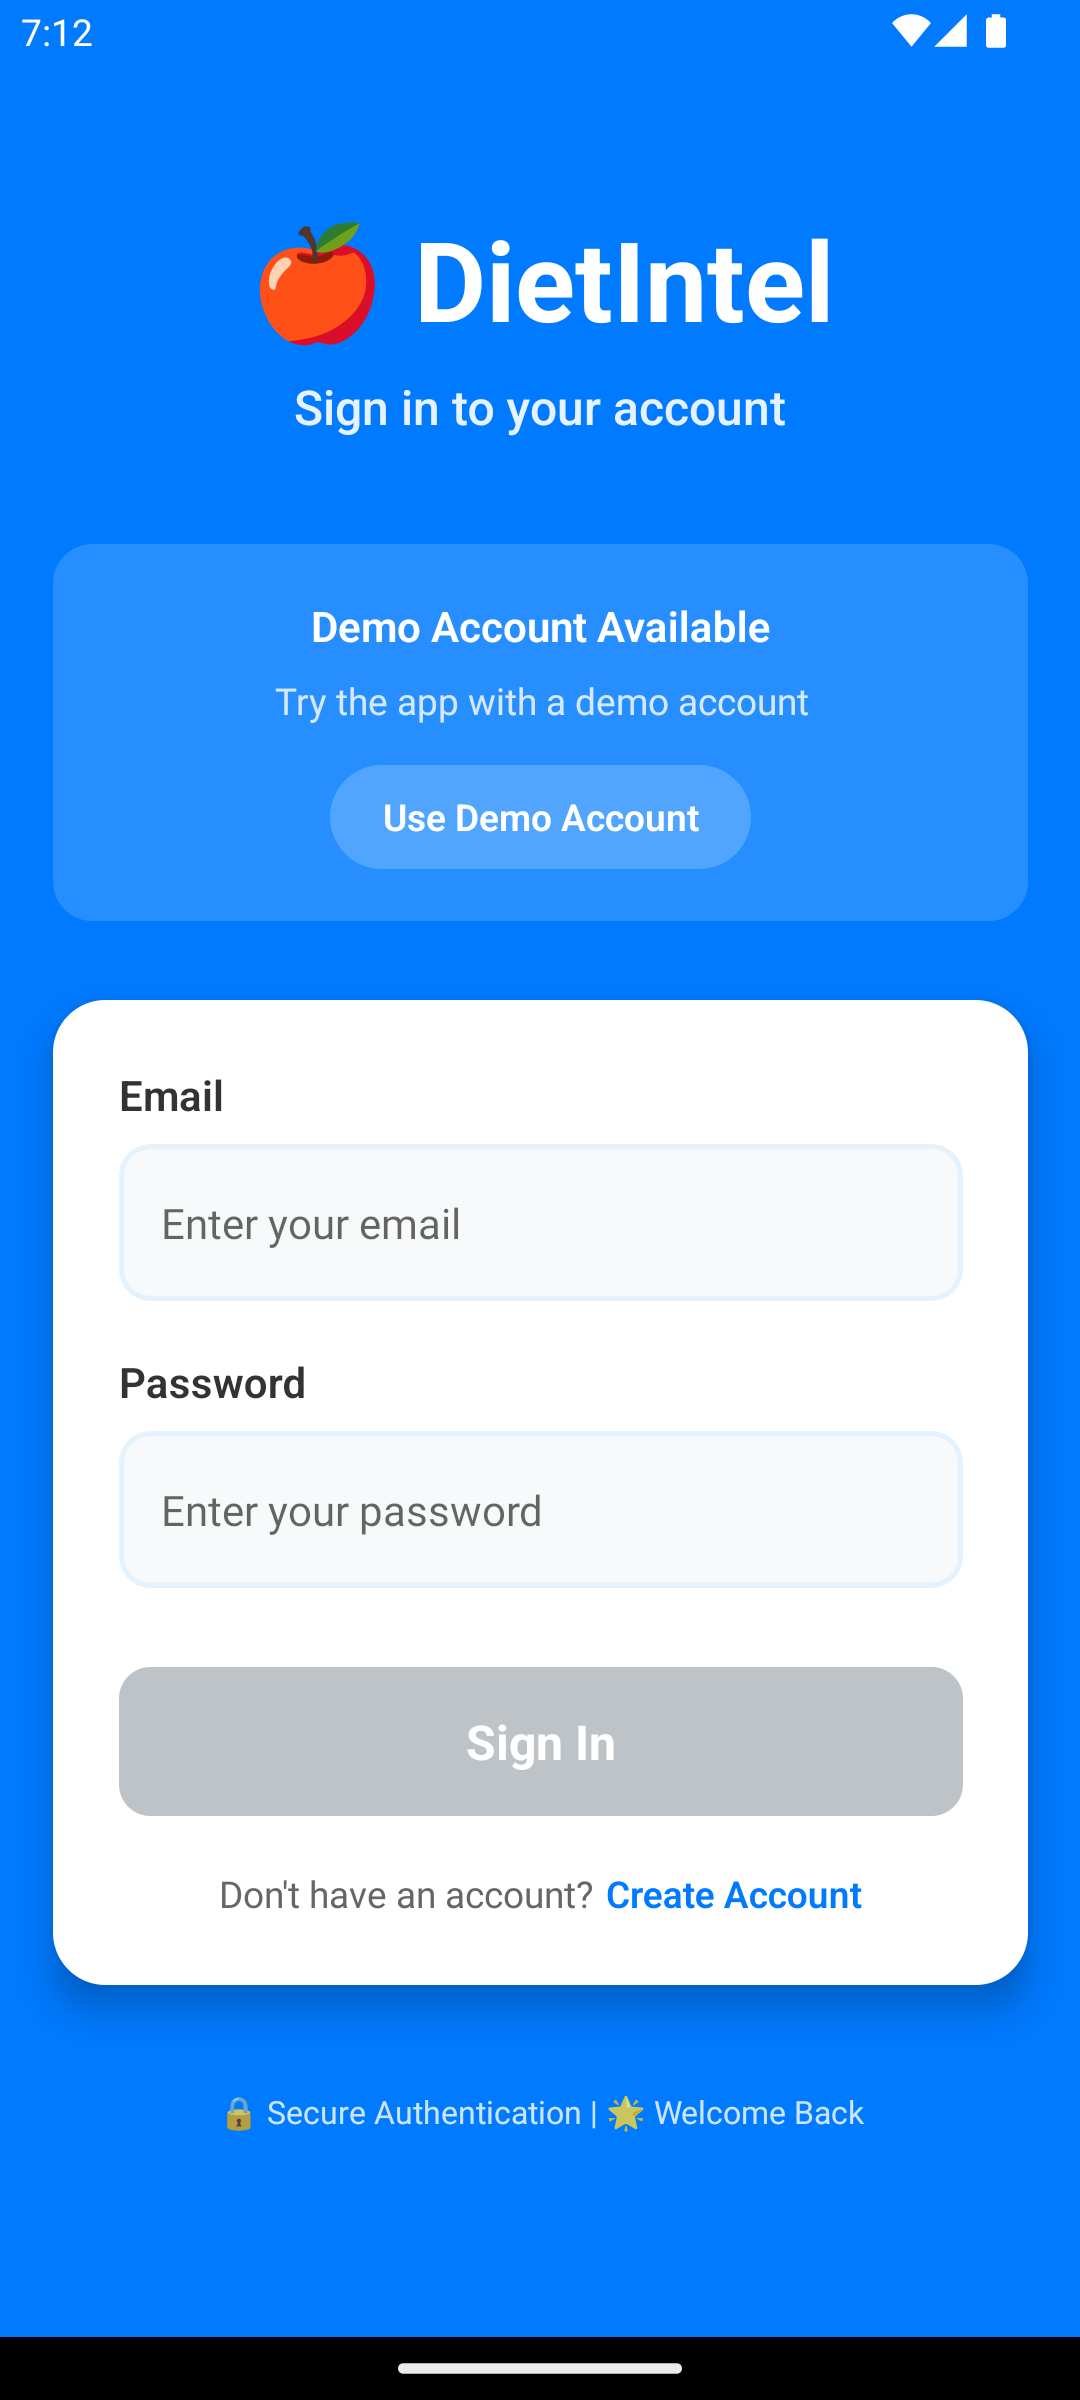 7:12
🍎 DietIntel
Sign in to your account
Demo Account Available
Try the app with a demo account
Use Demo Account
Email
Enter your email
Password
Enter your password
Sign In
Don't have an account? Create Account
🔒 Secure Authentication | 🌟 Welcome Back